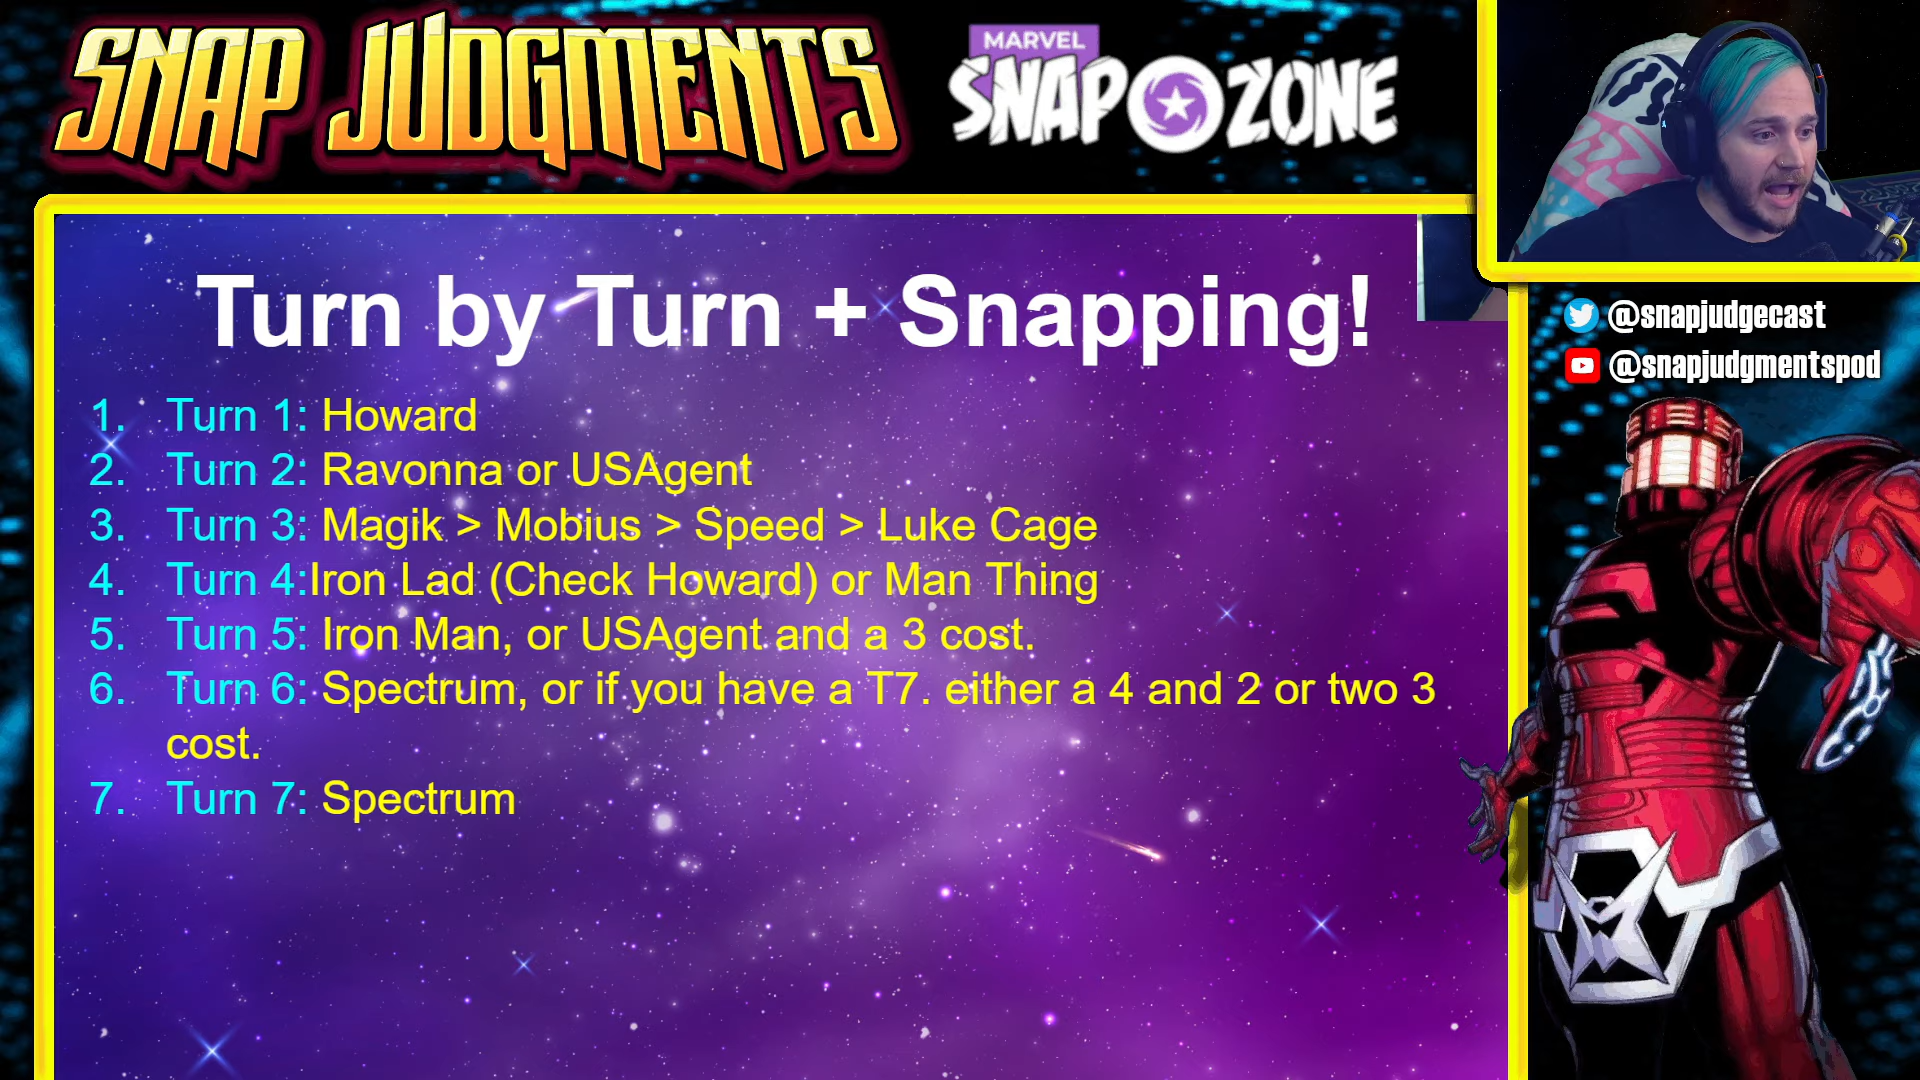 SNAP JUDGMENTS
MARVEL
SNAP ZONE
@snapjudgecast
@snapjudgmentspod
Turn by Turn + Snapping!
1. Turn 1: Howard
2. Turn 2: Ravonna or USAgent
3. Turn 3: Magik > Mobius > Speed > Luke Cage
4. Turn 4:Iron Lad (Check Howard) or Man Thing
5. Turn 5: Iron Man, or USAgent and a 3 cost.
6. Turn 6: Spectrum, or if you have a T7. either a 4 and 2 or two 3
cost.
7. Turn 7: Spectrum